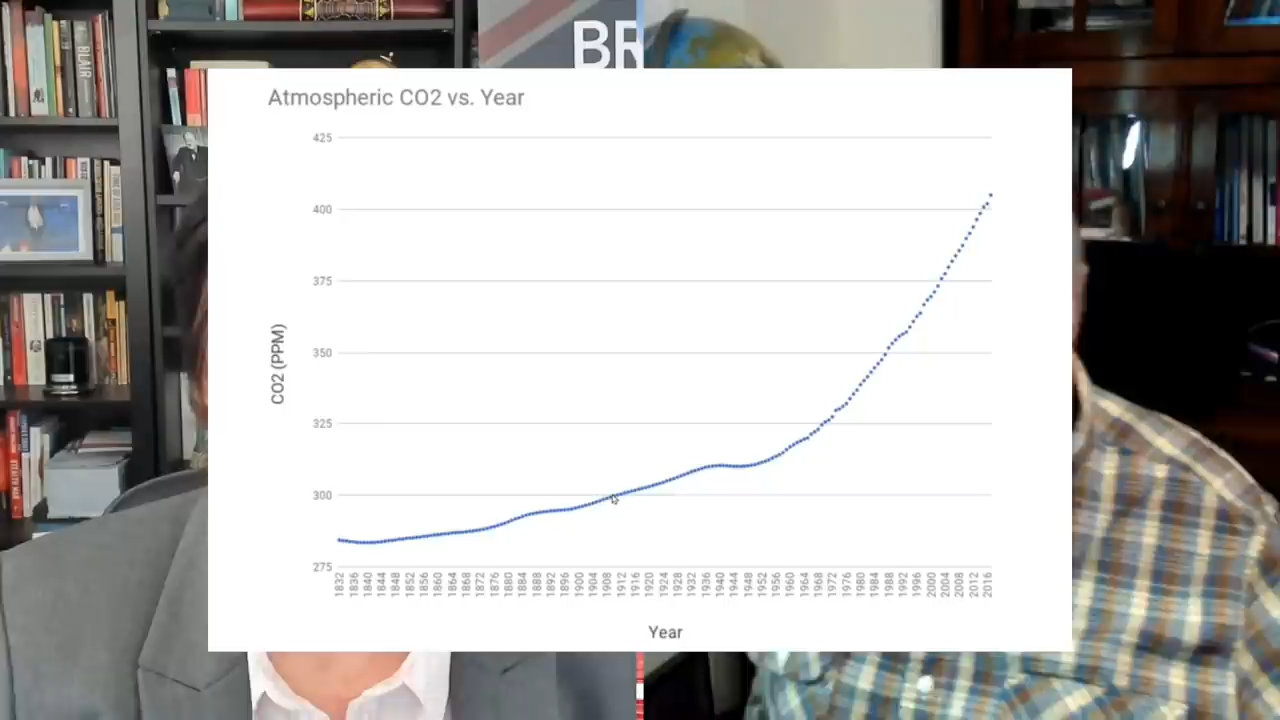 BLAIR
BR
Atmospheric CO2 vs. Year
425
400
375
350
325
300
275
CO2 (PPM)
1832 1836 1840 1844 1848 1852 1856 1860 1864 1868 1872 1876 1880 1884 1888 1892 1896 1900 1904 1908 1912 1916 1920 1924 1928 1932 1936 1940 1944 1948 1952 1956 1960 1964 1968 1972 1976 1980 1984 1988 1992 1996 2000 2004 2008 2012 2016
Year